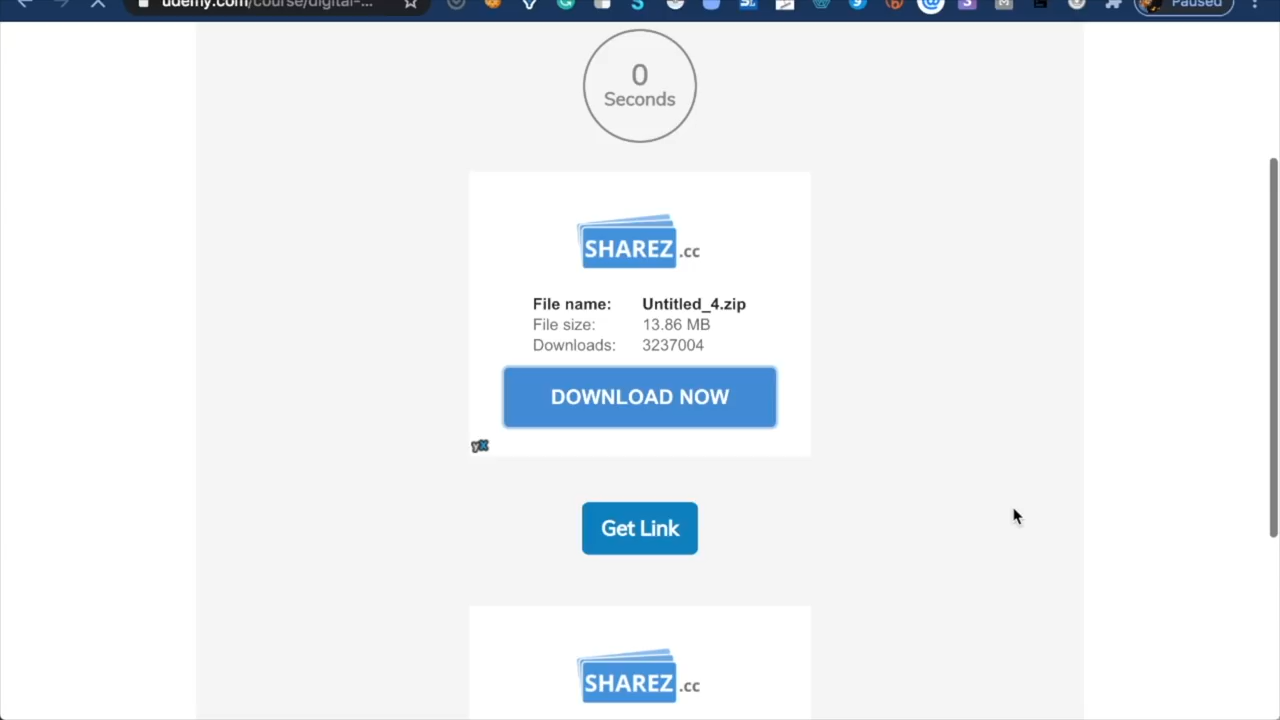 udemy.com/course/digital-...
Paused
0
Seconds
SHAREZ.cc
File name: Untitled_4.zip
File size: 13.86 MB
Downloads: 3237004
DOWNLOAD NOW
yX
Get Link
SHAREZ.cc